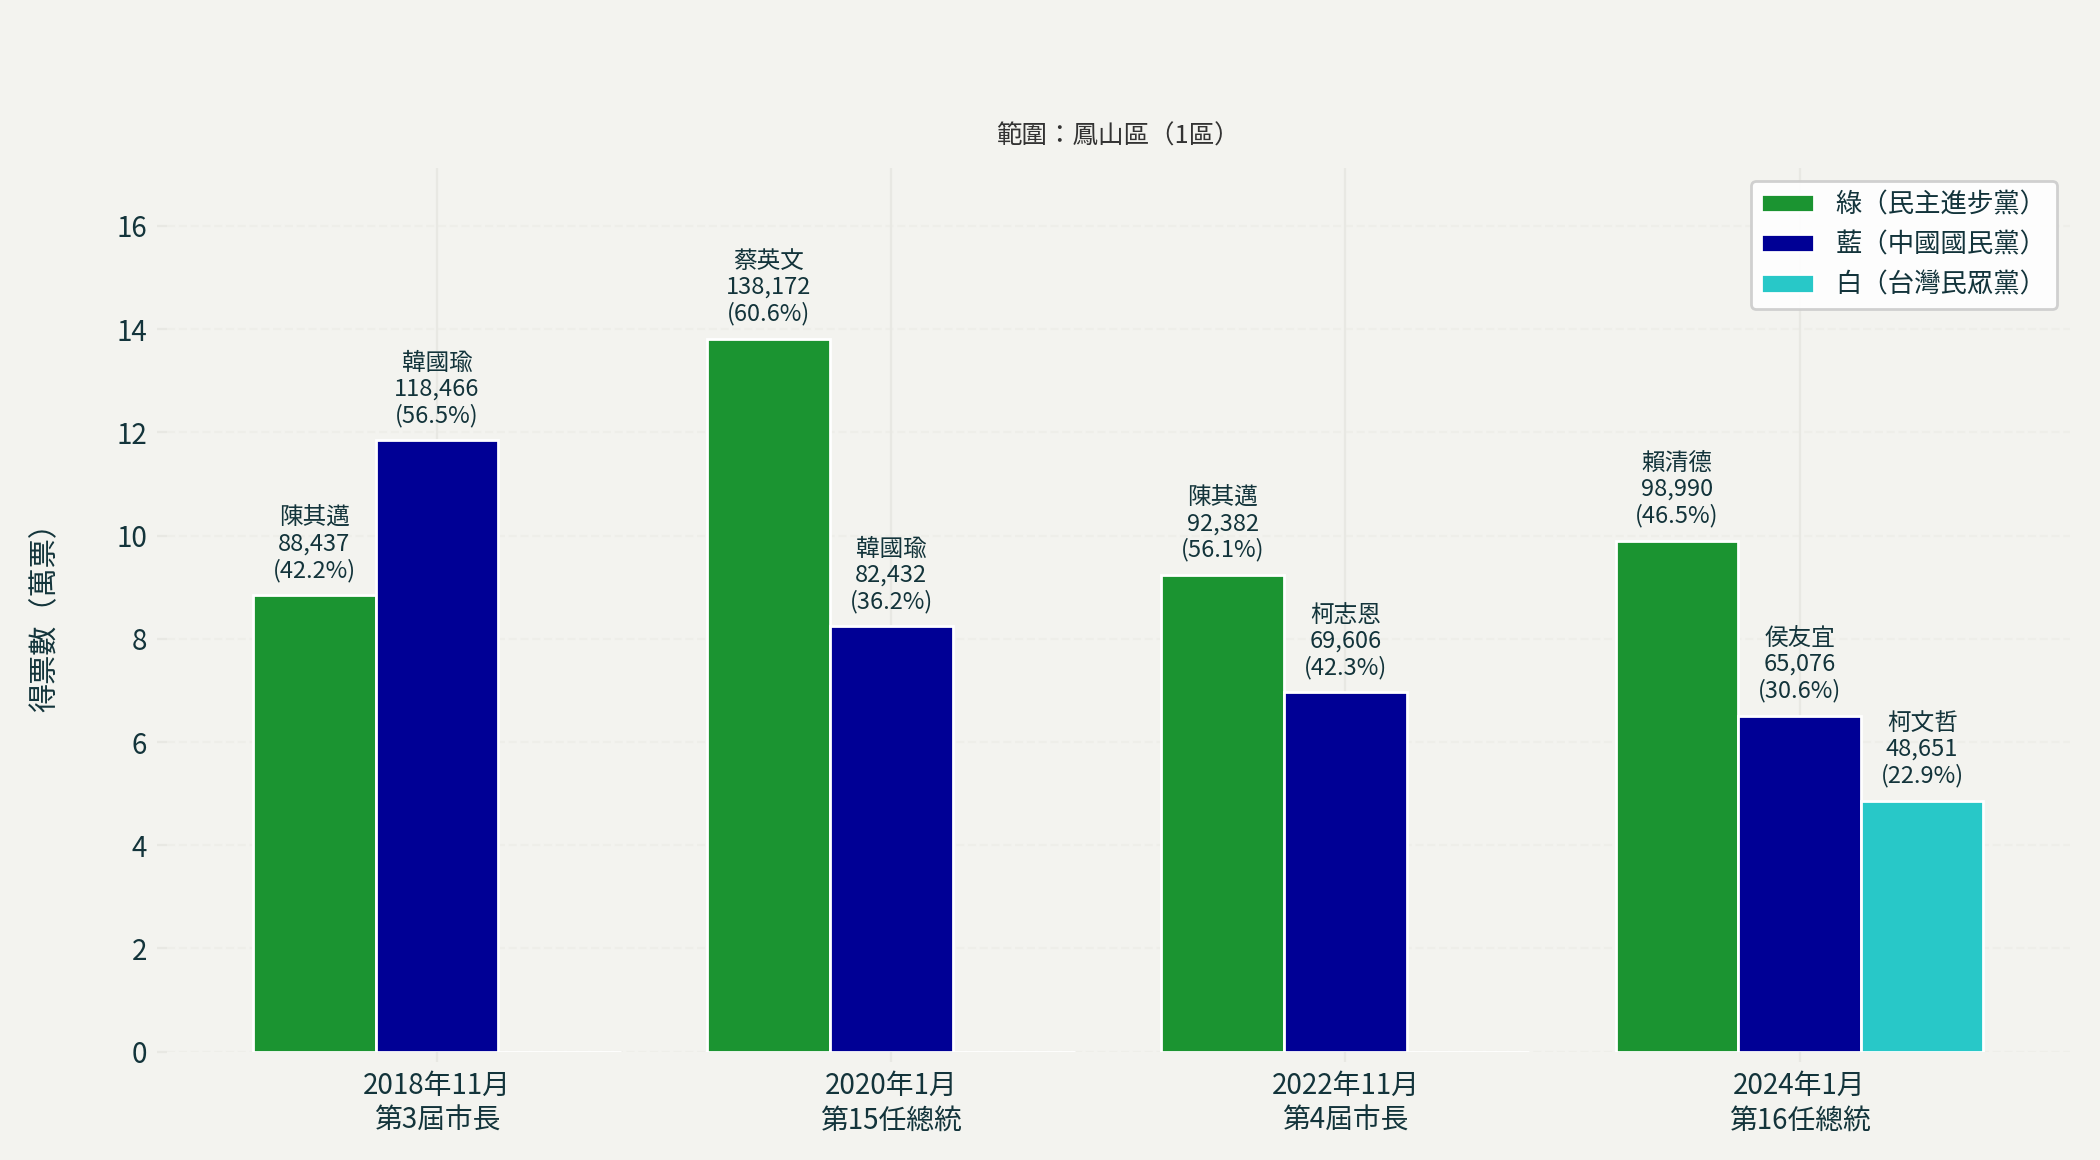 範圍：鳳山區（1區）
綠（民主進步黨）
藍（中國國民黨）
白（台灣民眾黨）
得票數（萬票）
16
14
12
10
8
6
4
2
0
陳其邁
88,437
(42.2%)
韓國瑜
118,466
(56.5%)
蔡英文
138,172
(60.6%)
韓國瑜
82,432
(36.2%)
陳其邁
92,382
(56.1%)
柯志恩
69,606
(42.3%)
賴清德
98,990
(46.5%)
侯友宜
65,076
(30.6%)
柯文哲
48,651
(22.9%)
2018年11月
第3屆市長
2020年1月
第15任總統
2022年11月
第4屆市長
2024年1月
第16任總統